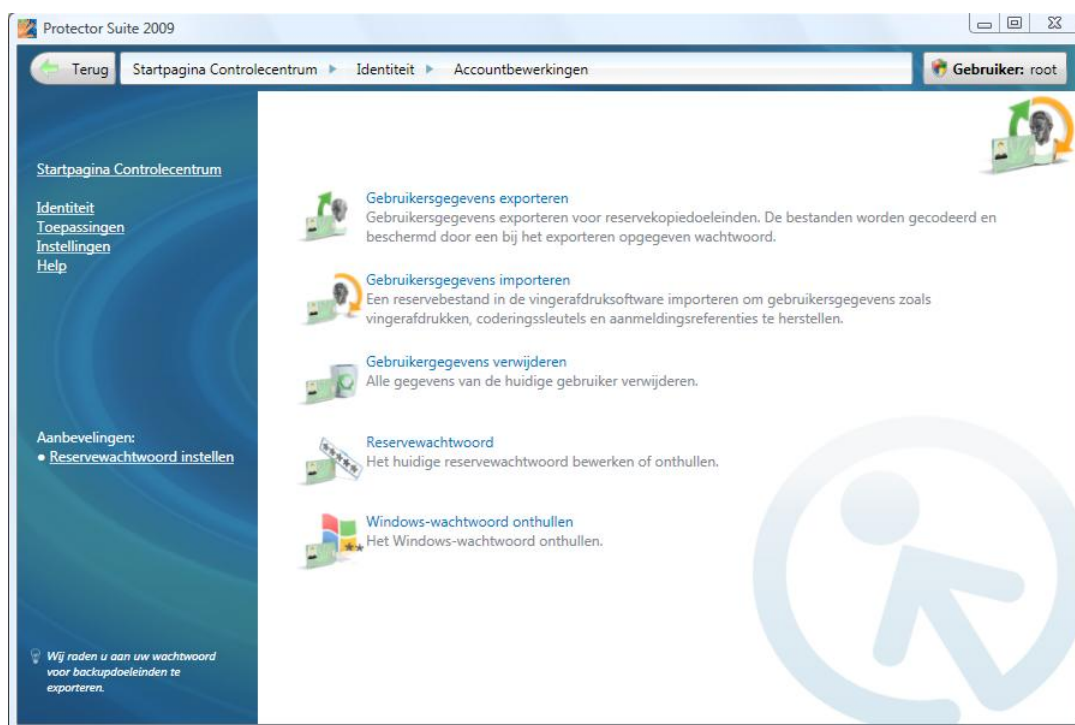 Protector Suite 2009
Terug
Startpagina Controlecentrum
Identiteit
Accountbewerkingen
Gebruiker: root
Startpagina Controlecentrum
Identiteit
Toepassingen
Instellingen
Help
Aanbevelingen:
• Reservewachtwoord instellen
Wij raden u aan uw wachtwoord
voor backupdoeleinden te
exporteren.
Gebruikersgegevens exporteren
Gebruikersgegevens exporteren voor reservekopiedoeleinden. De bestanden worden gecodeerd en
beschermd door een bij het exporteren opgegeven wachtwoord.
Gebruikersgegevens importeren
Een reservebestand in de vingerafdruksoftware importeren om gebruikersgegevens zoals
vingerafdrukken, coderingssleutels en aanmeldingsreferenties te herstellen.
Gebruikergegevens verwijderen
Alle gegevens van de huidige gebruiker verwijderen.
Reservewachtwoord
Het huidige reservewachtwoord bewerken of onthullen.
Windows-wachtwoord onthullen
Het Windows-wachtwoord onthullen.